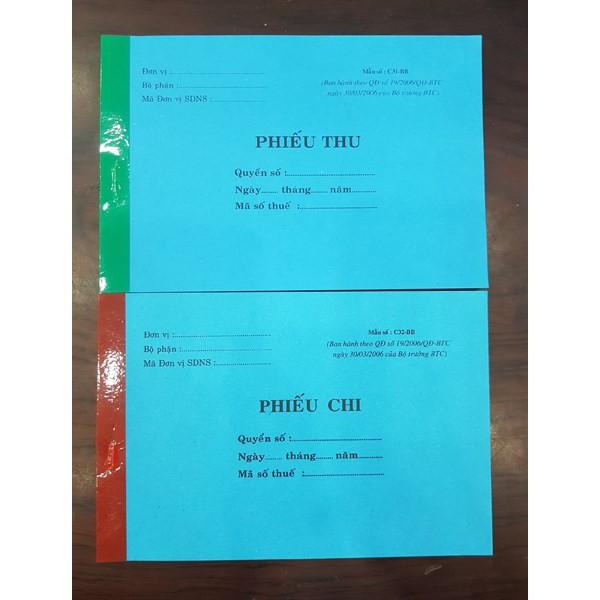 Đơn vị :
Bộ phận :
Mã Đơn vị SDNS :
Mẫu số : C31-BB
(Ban hành theo QĐ số 19/2006/QĐ-BTC
ngày 30/03/2006 của Bộ trưởng BTC)
PHIẾU THU
Quyển số :
Ngày........ tháng........ năm............
Mã số thuế :
Đơn vị :
Bộ phận :
Mã Đơn vị SDNS :
Mẫu số : C32-BB
(Ban hành theo QĐ số 19/2006/QĐ-BTC
ngày 30/03/2006 của Bộ trưởng BTC)
PHIẾU CHI
Quyển số :
Ngày........ tháng........ năm............
Mã số thuế :